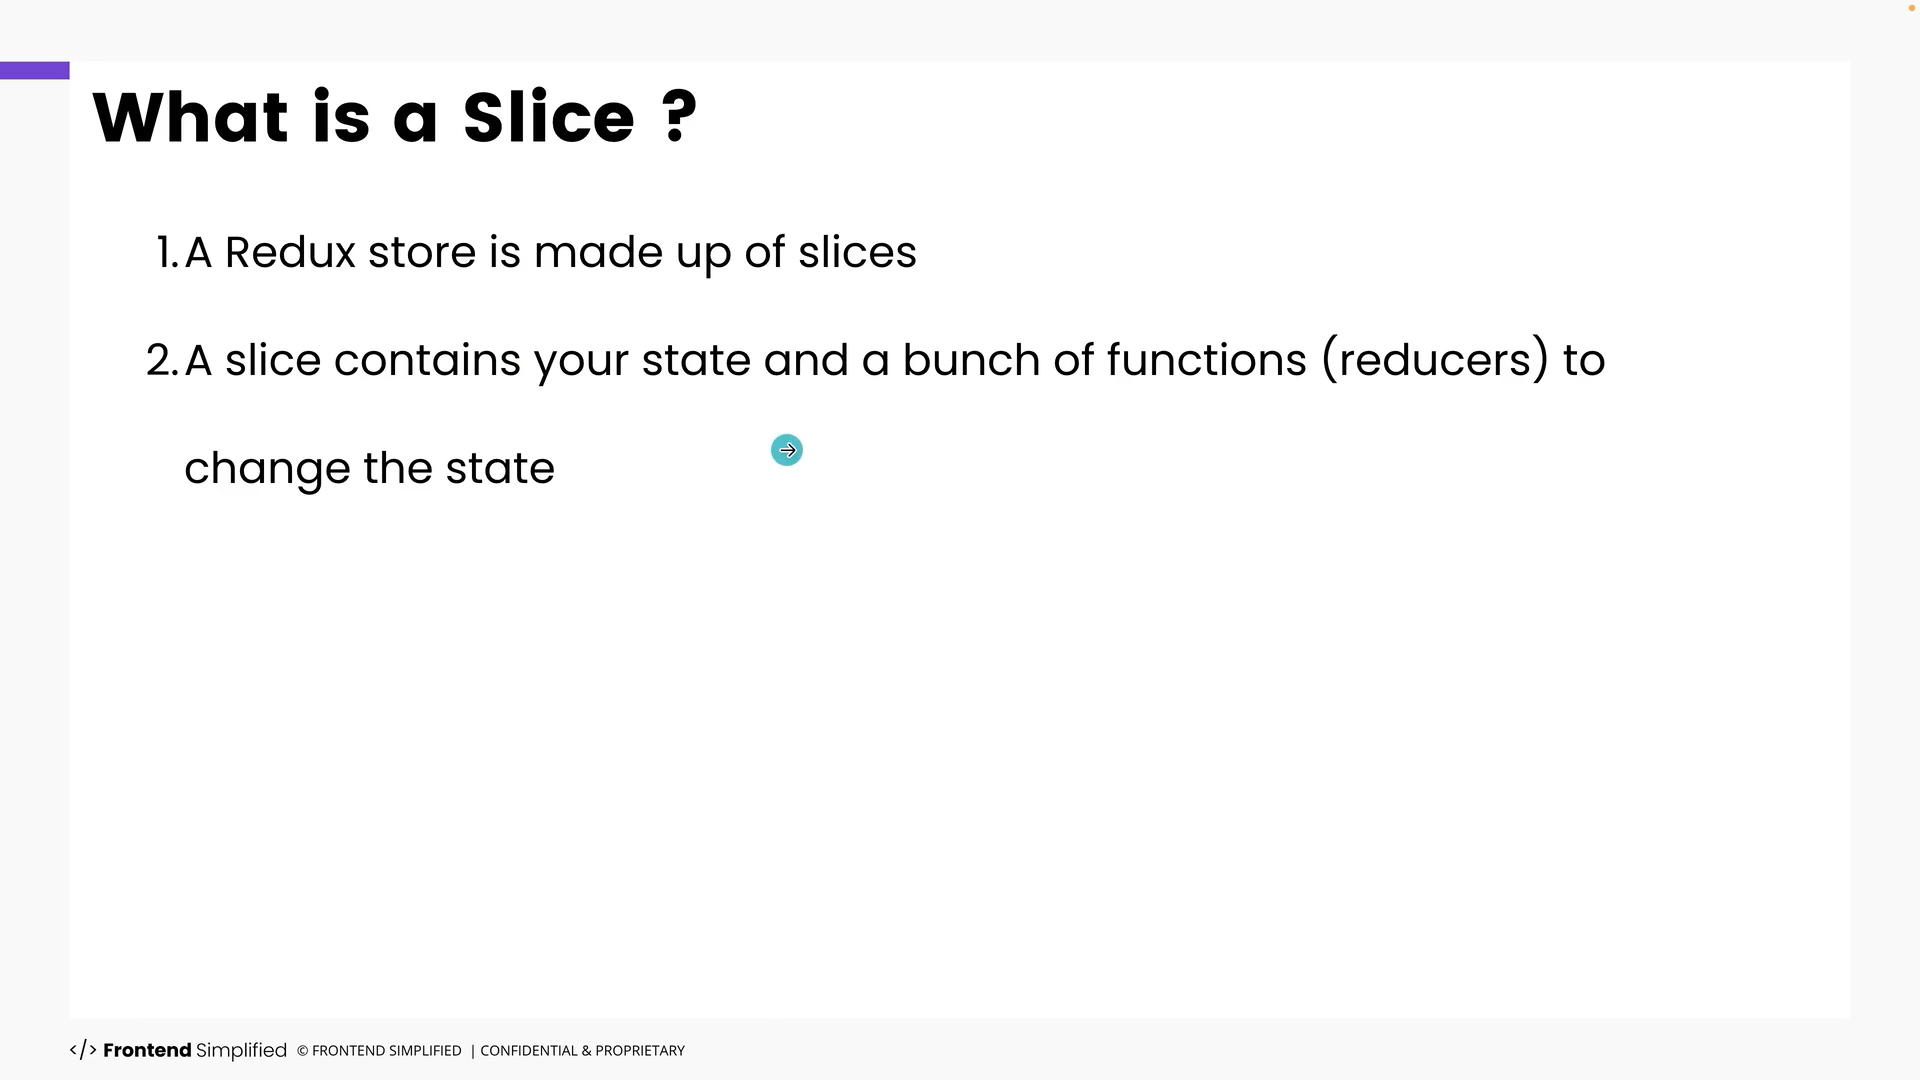 What is a Slice ?
1. A Redux store is made up of slices
2. A slice contains your state and a bunch of functions (reducers) to
change the state
</> Frontend Simplified © FRONTEND SIMPLIFIED | CONFIDENTIAL & PROPRIETARY